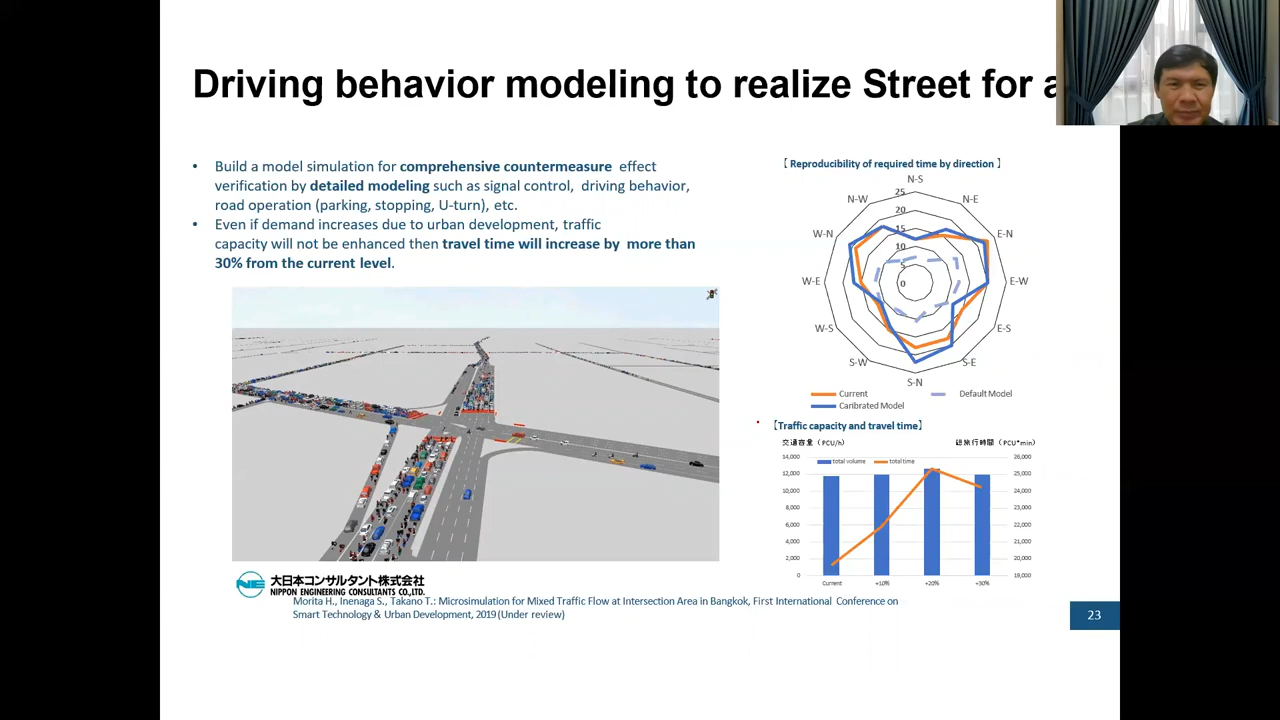 Driving behavior modeling to realize Street for a
• Build a model simulation for comprehensive countermeasure effect
verification by detailed modeling such as signal control, driving behavior,
road operation (parking, stopping, U-turn), etc.
• Even if demand increases due to urban development, traffic
capacity will not be enhanced then travel time will increase by more than
30% from the current level.
【 Reproducibility of required time by direction 】
N-S
N-W 25 N-E
20
W-N 15 E-N
10
5
W-E 0 E-W
W-S E-S
S-W S-E
S-N
Current Default Model
Caribrated Model
【Traffic capacity and travel time】
交通容量 (PCU/h) 総旅行時間 (PCU*min)
14,000 total volume total time 26,000
12,000 25,000
10,000 24,000
8,000 23,000
6,000 22,000
4,000 21,000
2,000 20,000
0 19,000
Current +10% +20% +30%
NE 大日本コンサルタント株式会社
NIPPON ENGINEERING CONSULTANTS CO.,LTD.
Morita H., Inenaga S., Takano T.: Microsimulation for Mixed Traffic Flow at Intersection Area in Bangkok, First International Conference on
Smart Technology & Urban Development, 2019 (Under review)
23